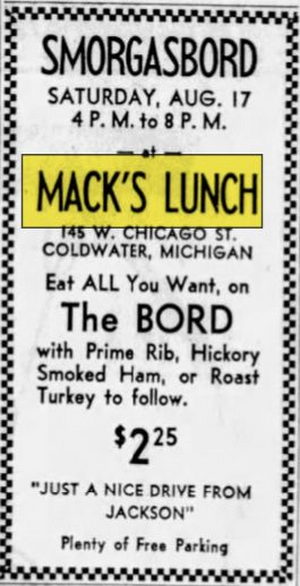 SMORGASBORD
SATURDAY, AUG. 17
4 P. M. to 8 P. M.
— at —
MACK'S LUNCH
145 W. CHICAGO ST.
COLDWATER, MICHIGAN
Eat ALL You Want, on
The BORD
with Prime Rib, Hickory
Smoked Ham, or Roast
Turkey to follow.
$2 25
"JUST A NICE DRIVE FROM
JACKSON"
Plenty of Free Parking